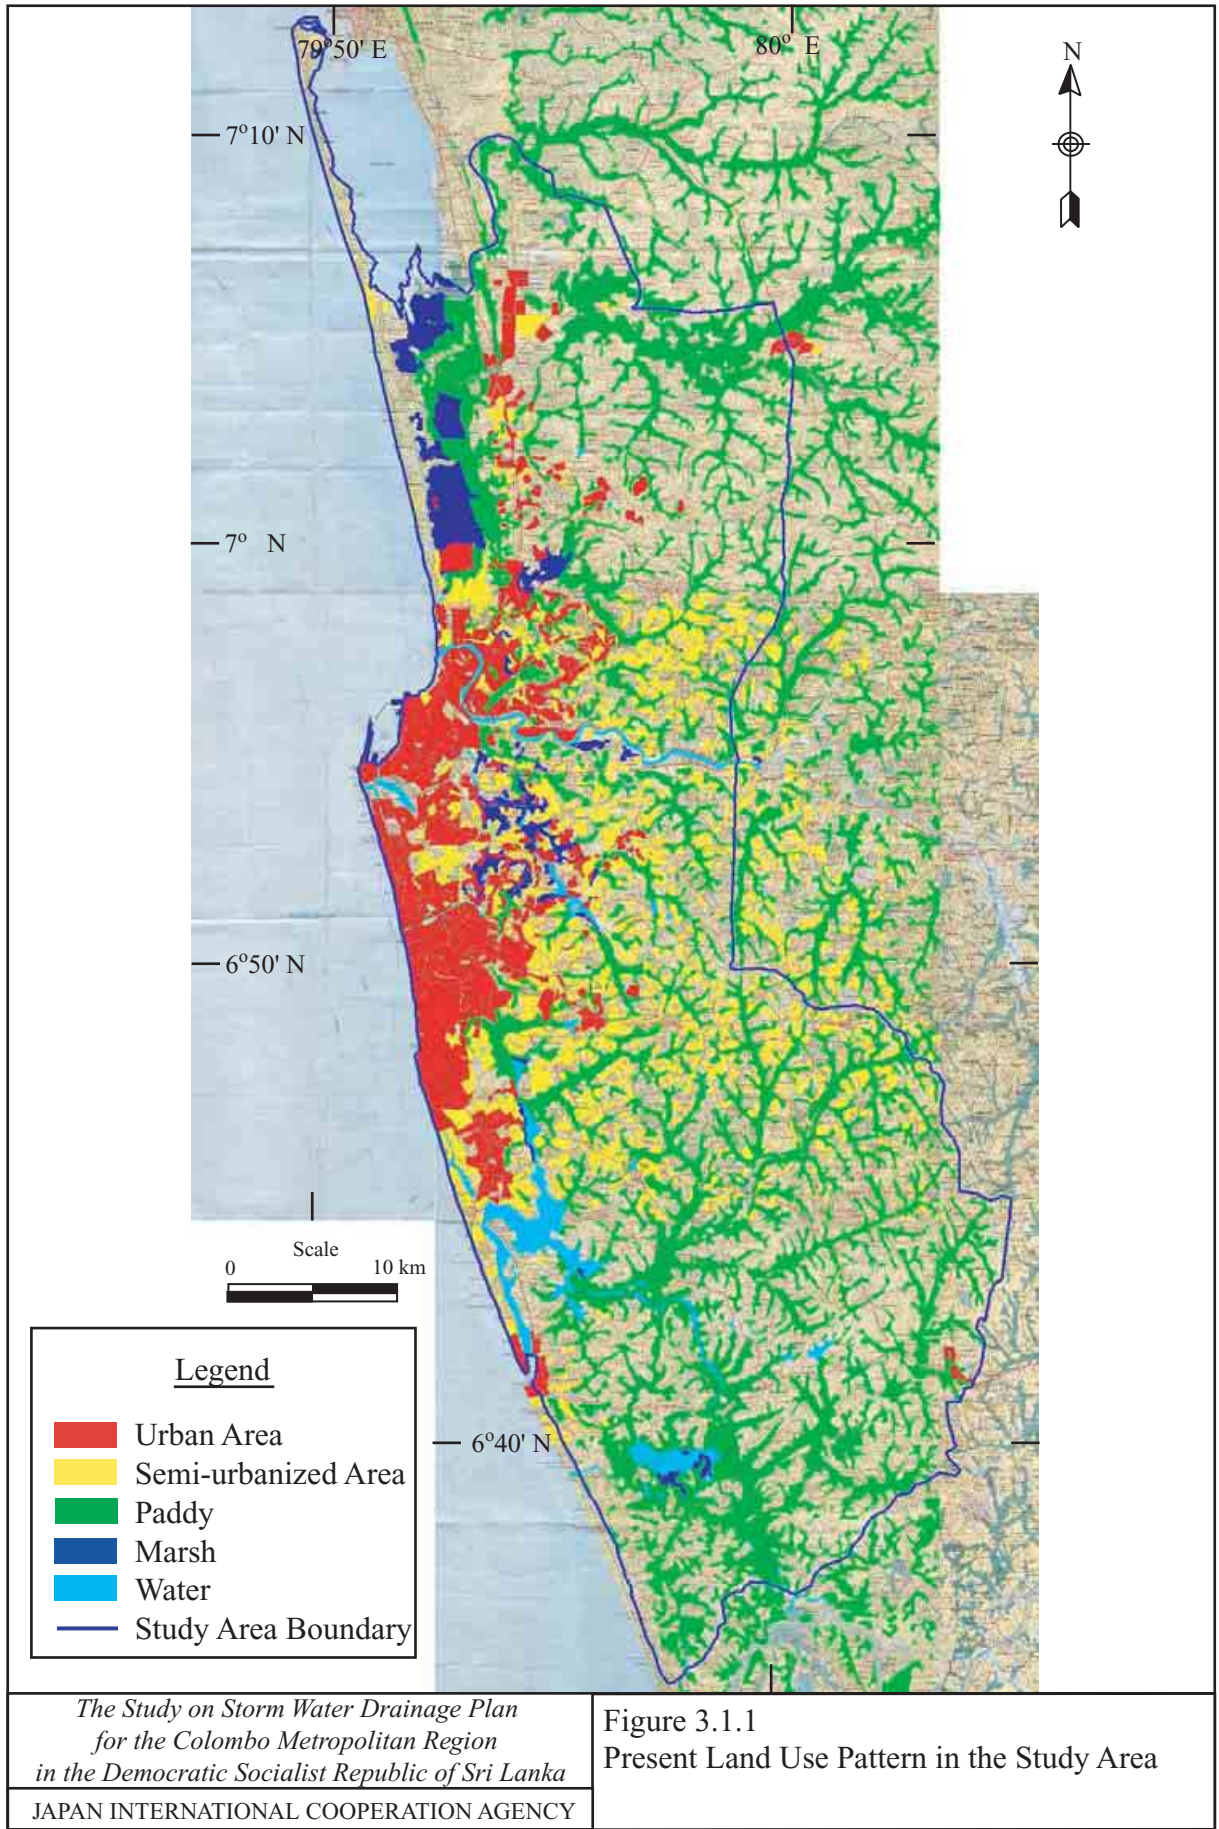 79°50' E
80° E
N
7°10' N
7° N
6°50' N
Scale
0 10 km
6°40' N
Legend
Urban Area
Semi-urbanized Area
Paddy
Marsh
Water
Study Area Boundary
The Study on Storm Water Drainage Plan
for the Colombo Metropolitan Region
in the Democratic Socialist Republic of Sri Lanka
JAPAN INTERNATIONAL COOPERATION AGENCY
Figure 3.1.1
Present Land Use Pattern in the Study Area